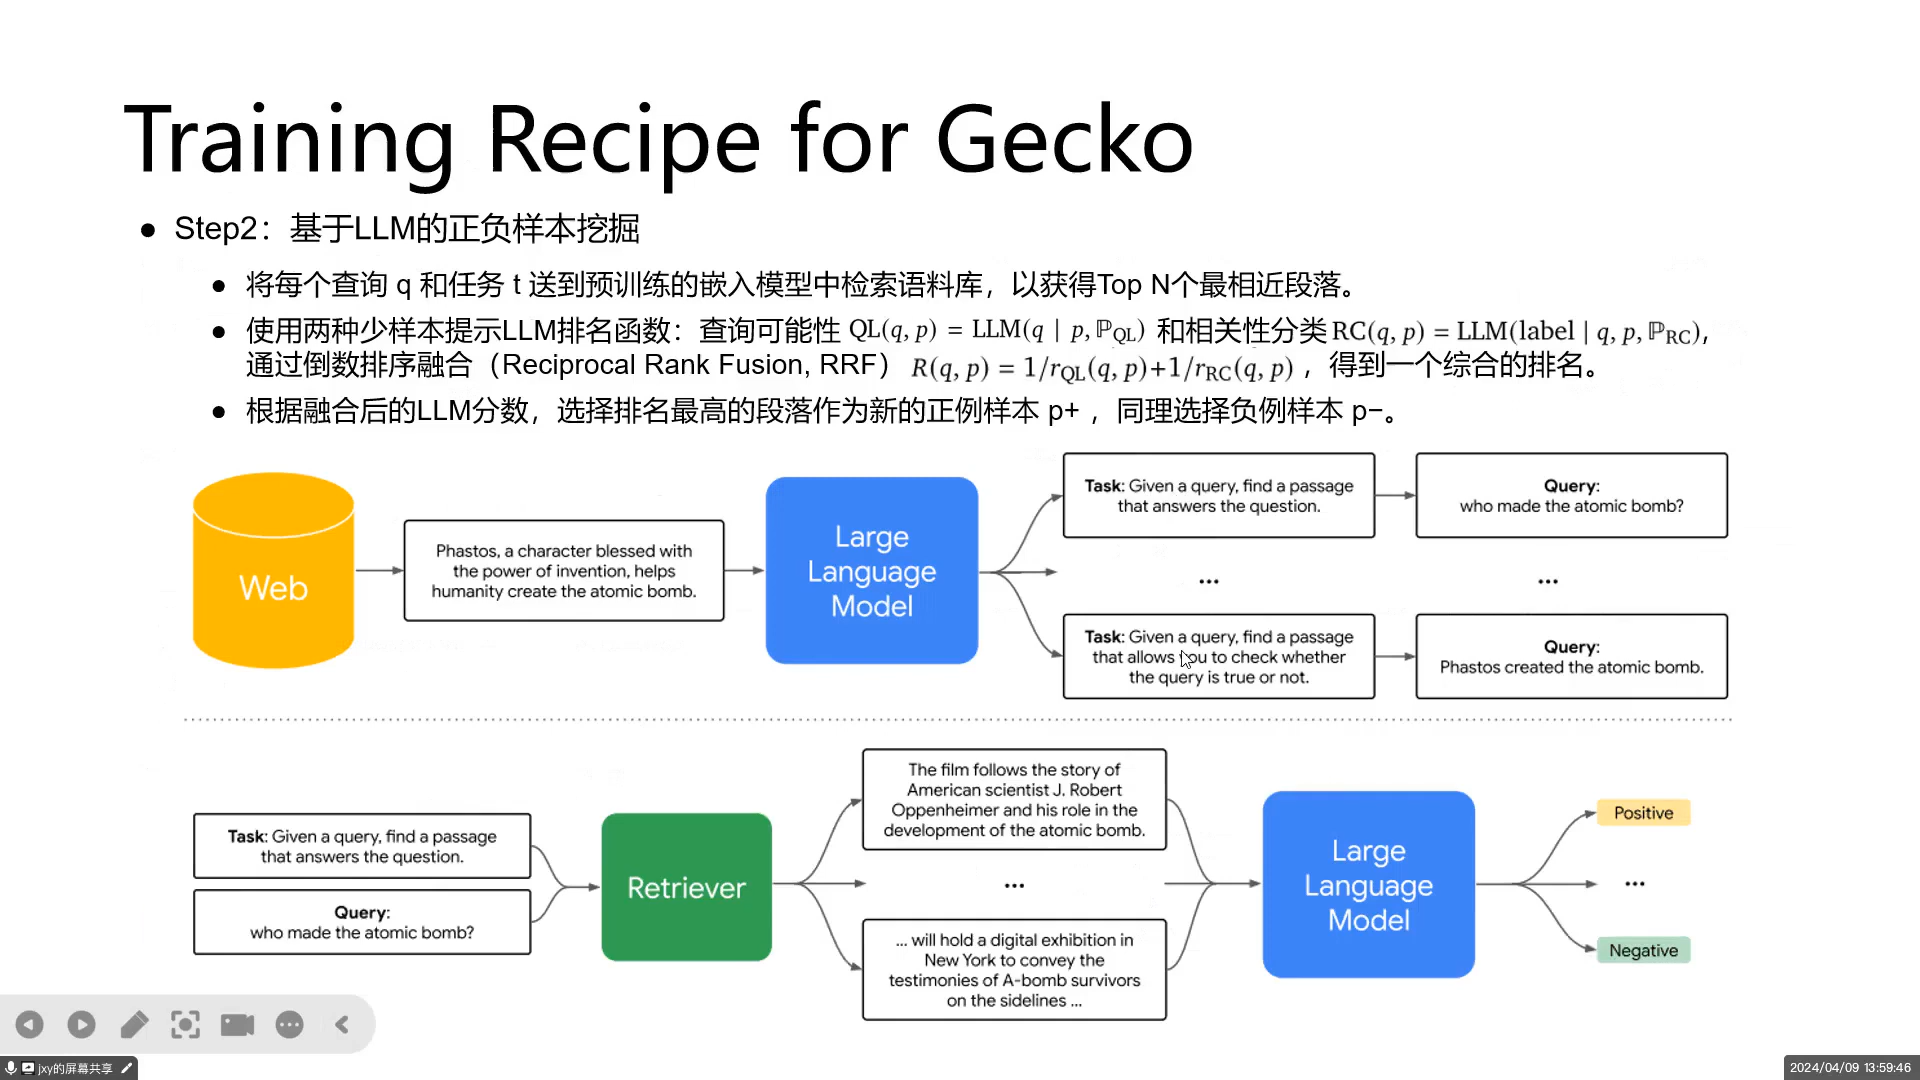 Training Recipe for Gecko
● Step2：基于LLM的正负样本挖掘
● 将每个查询 q 和任务 t 送到预训练的嵌入模型中检索语料库，以获得Top N个最相近段落。
● 使用两种少样本提示LLM排名函数：查询可能性 QL(q, p) = LLM(q | p, ℙ_QL) 和相关性分类 RC(q, p) = LLM(label | q, p, ℙ_RC)，
通过倒数排序融合（Reciprocal Rank Fusion, RRF） R(q, p) = 1/r_QL(q, p)+1/r_RC(q, p) ，得到一个综合的排名。
● 根据融合后的LLM分数，选择排名最高的段落作为新的正例样本 p+ ，同理选择负例样本 p−。
Web
Phastos, a character blessed with
the power of invention, helps
humanity create the atomic bomb.
Large
Language
Model
Task: Given a query, find a passage
that answers the question.
Query:
who made the atomic bomb?
...
...
Task: Given a query, find a passage
that allows you to check whether
the query is true or not.
Query:
Phastos created the atomic bomb.
Task: Given a query, find a passage
that answers the question.
Query:
who made the atomic bomb?
Retriever
The film follows the story of
American scientist J. Robert
Oppenheimer and his role in the
development of the atomic bomb.
...
... will hold a digital exhibition in
New York to convey the
testimonies of A-bomb survivors
on the sidelines ...
Large
Language
Model
Positive
...
Negative
jxy的屏幕共享
2024/04/09 13:59:46